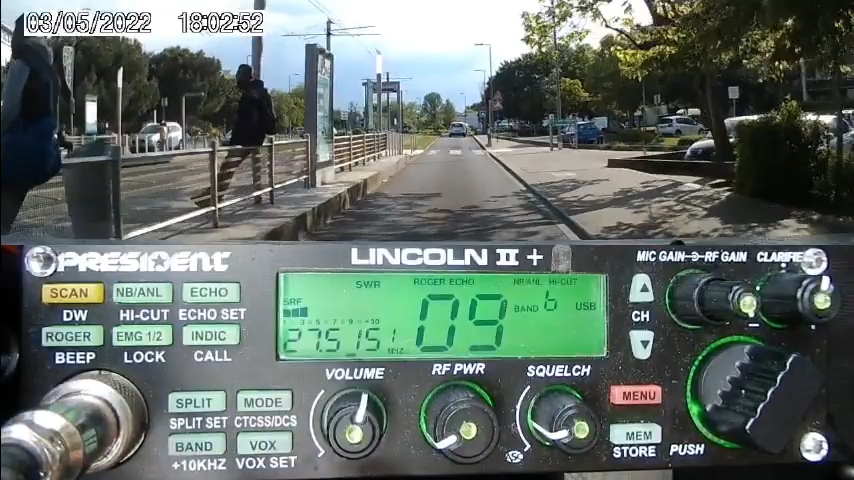 03/05/2022 18:02:52
PRESIDENT LINCOLN II + MIC GAIN RF GAIN CLARIFIER
SCAN NB/ANL ECHO
DW HI-CUT ECHO SET
ROGER EMG 1/2 INDIC
BEEP LOCK CALL
SWR ROGER ECHO NB/ANL HI-CUT
SRF 09 BAND b USB
27.5151 MHZ
CH
VOLUME RF PWR SQUELCH
SPLIT MODE MENU
SPLIT SET CTCSS/DCS
BAND VOX MEM
+10KHz VOX SET ASC STORE PUSH